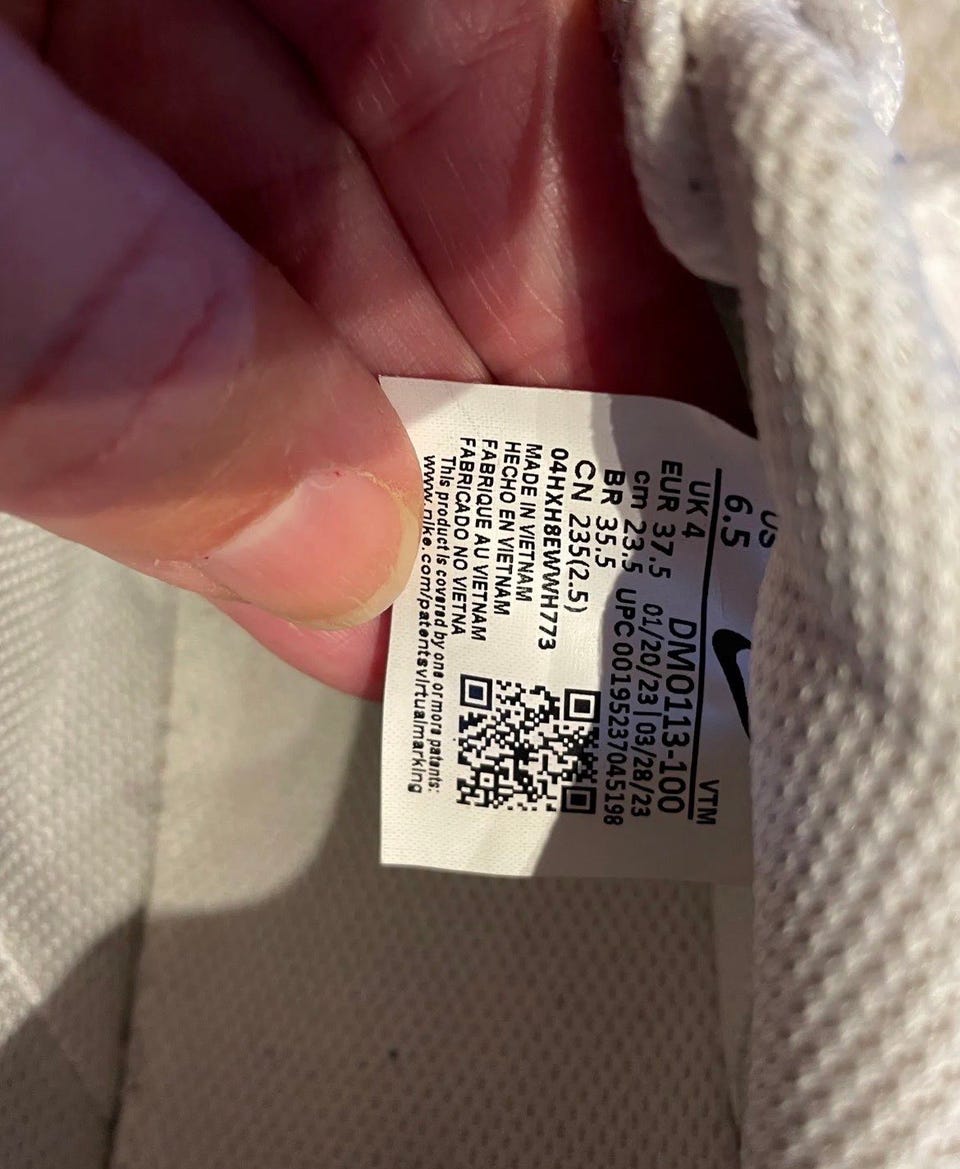 US
6.5
VTM
UK 4
DM0113-100
EUR 37.5
01/20/23 | 03/28/23
cm 23.5
UPC 00195237045198
BR 35.5
CN 235(2.5)
04HXH8EWWH773
MADE IN VIETNAM
HECHO EN VIETNAM
FABRIQUE AU VIETNAM
FABRICADO NO VIETNA
This product is covered by one or more patents:
www.nike.com/patentsvirtualmarking